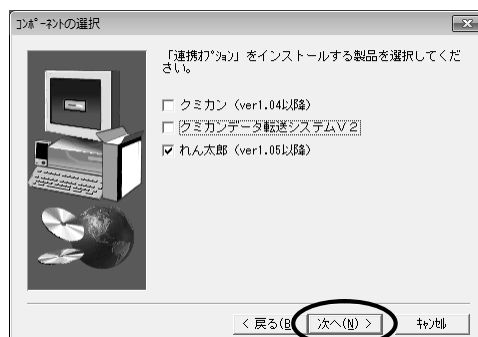 ｺﾝﾎﾟｰﾈﾝﾄの選択
「連携ｵﾌﾟｼｮﾝ」をインストールする製品を選択してくだ
さい。
クミカン（ver1.04以降）
クミカンデータ転送システムＶ２
れん太郎（ver1.05以降）
< 戻る(B
次へ(N) >
ｷｬﾝｾﾙ